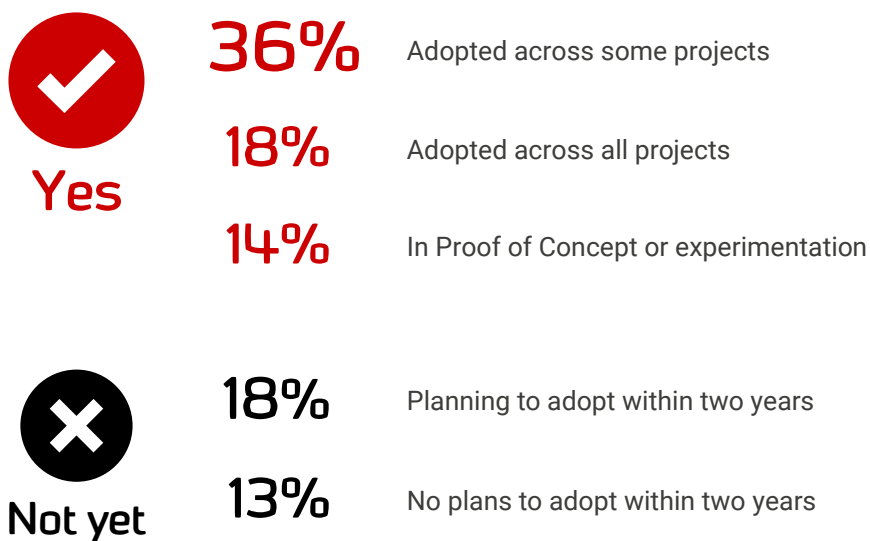 36% Adopted across some projects
18% Adopted across all projects
Yes
14% In Proof of Concept or experimentation
18% Planning to adopt within two years
13% No plans to adopt within two years
Not yet